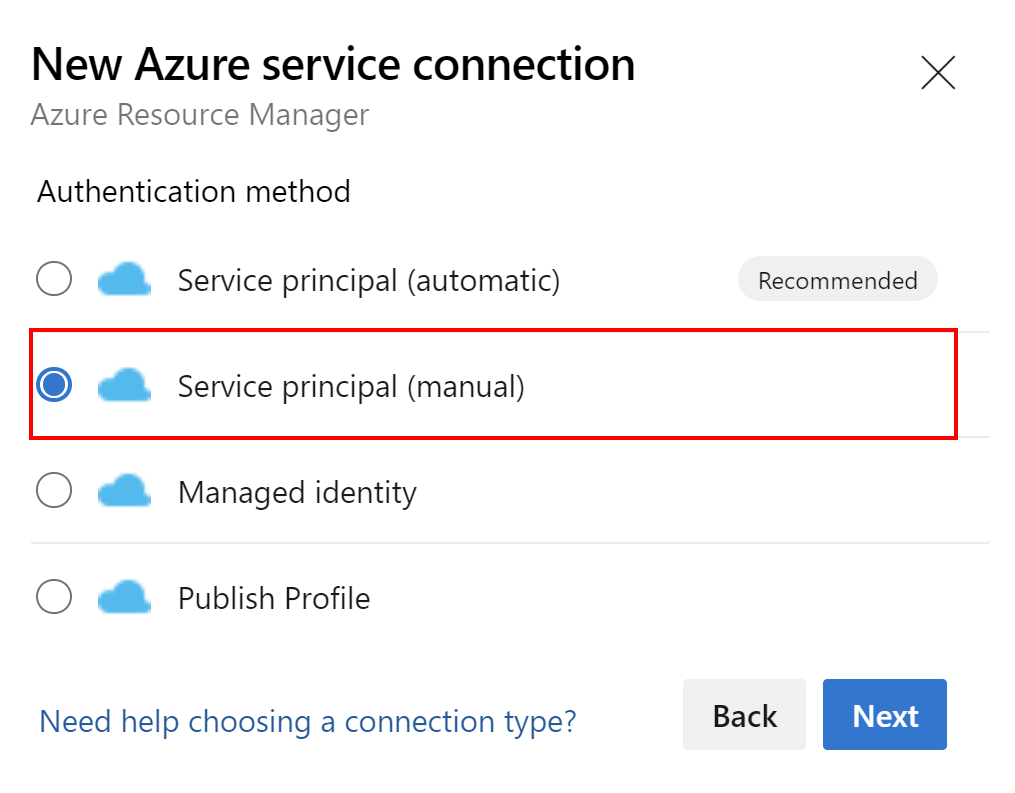 New Azure service connection
Azure Resource Manager
Authentication method
Service principal (automatic) Recommended
Service principal (manual)
Managed identity
Publish Profile
Need help choosing a connection type? Back Next